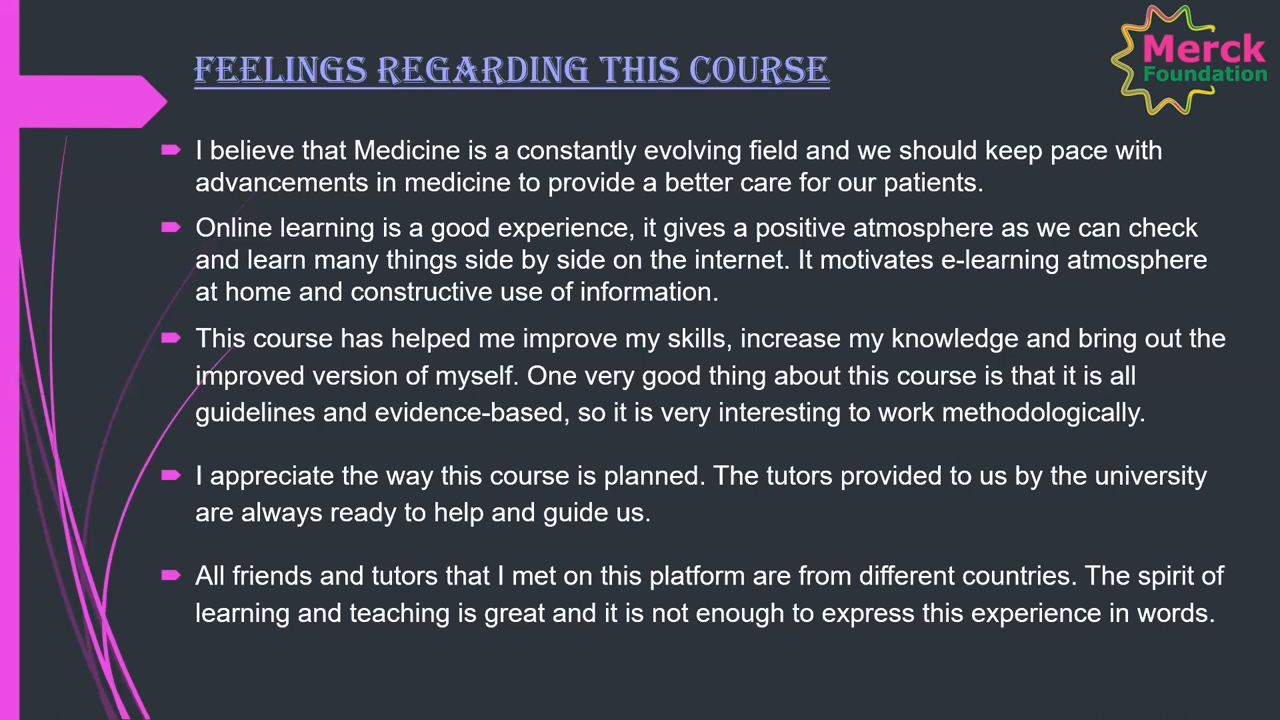 FEELINGS REGARDING THIS COURSE
Merck
Foundation
I believe that Medicine is a constantly evolving field and we should keep pace with
advancements in medicine to provide a better care for our patients.
Online learning is a good experience, it gives a positive atmosphere as we can check
and learn many things side by side on the internet. It motivates e-learning atmosphere
at home and constructive use of information.
This course has helped me improve my skills, increase my knowledge and bring out the
improved version of myself. One very good thing about this course is that it is all
guidelines and evidence-based, so it is very interesting to work methodologically.
I appreciate the way this course is planned. The tutors provided to us by the university
are always ready to help and guide us.
All friends and tutors that I met on this platform are from different countries. The spirit of
learning and teaching is great and it is not enough to express this experience in words.